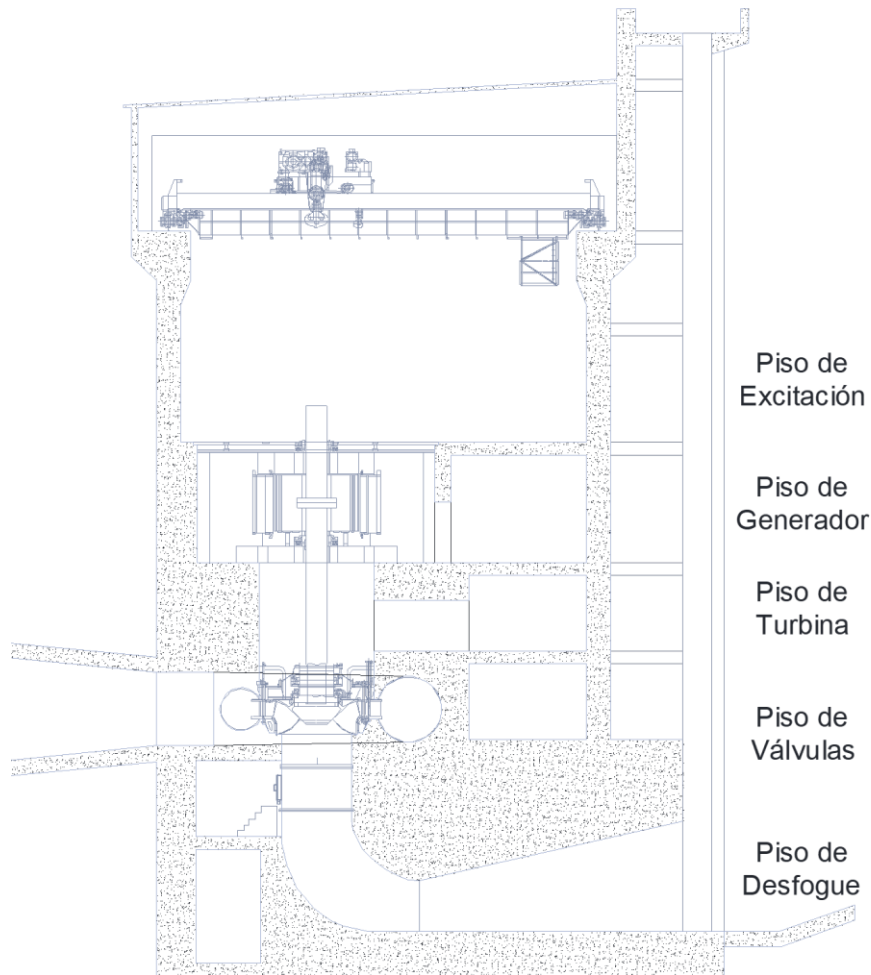 Piso de
Excitación
Piso de
Generador
Piso de
Turbina
Piso de
Válvulas
Piso de
Desfogue